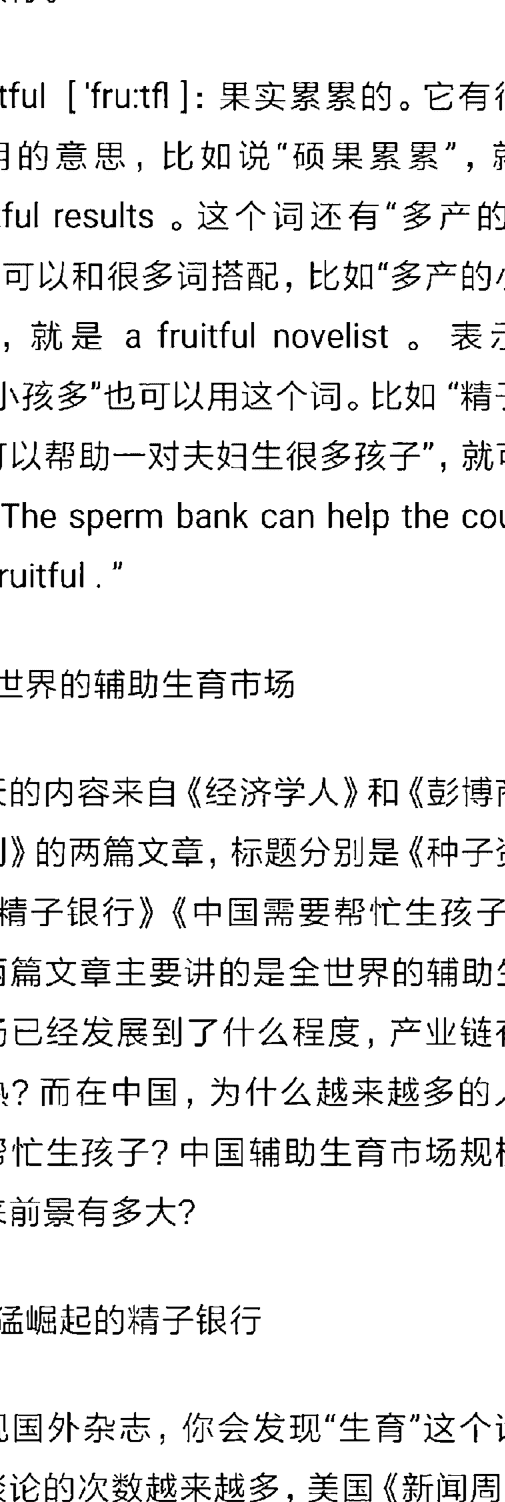 tful [ 'fru:tfl ]: 果实累累的。它有
的意思, 比如说“硕果累累”,
ful results 。这个词还有“多产的
可以和很多词搭配, 比如“多产的
, 就是 a fruitful novelist 。 表
小孩多”也可以用这个词。比如 “精
以帮助一对夫妇生很多孩子”, 就
The sperm bank can help the cou
ruitful . ”
世界的辅助生育市场
的内容来自《经济学人》和《彭博
》的两篇文章, 标题分别是《种子
精子银行》《中国需要帮忙生孩子
篇文章主要讲的是全世界的辅助
已经发展到了什么程度, 产业链
? 而在中国, 为什么越来越多的
忙生孩子? 中国辅助生育市场规
前景有多大?
猛崛起的精子银行
国外杂志, 你会发现“生育”这个
论的次数越来越多, 美国《新闻周